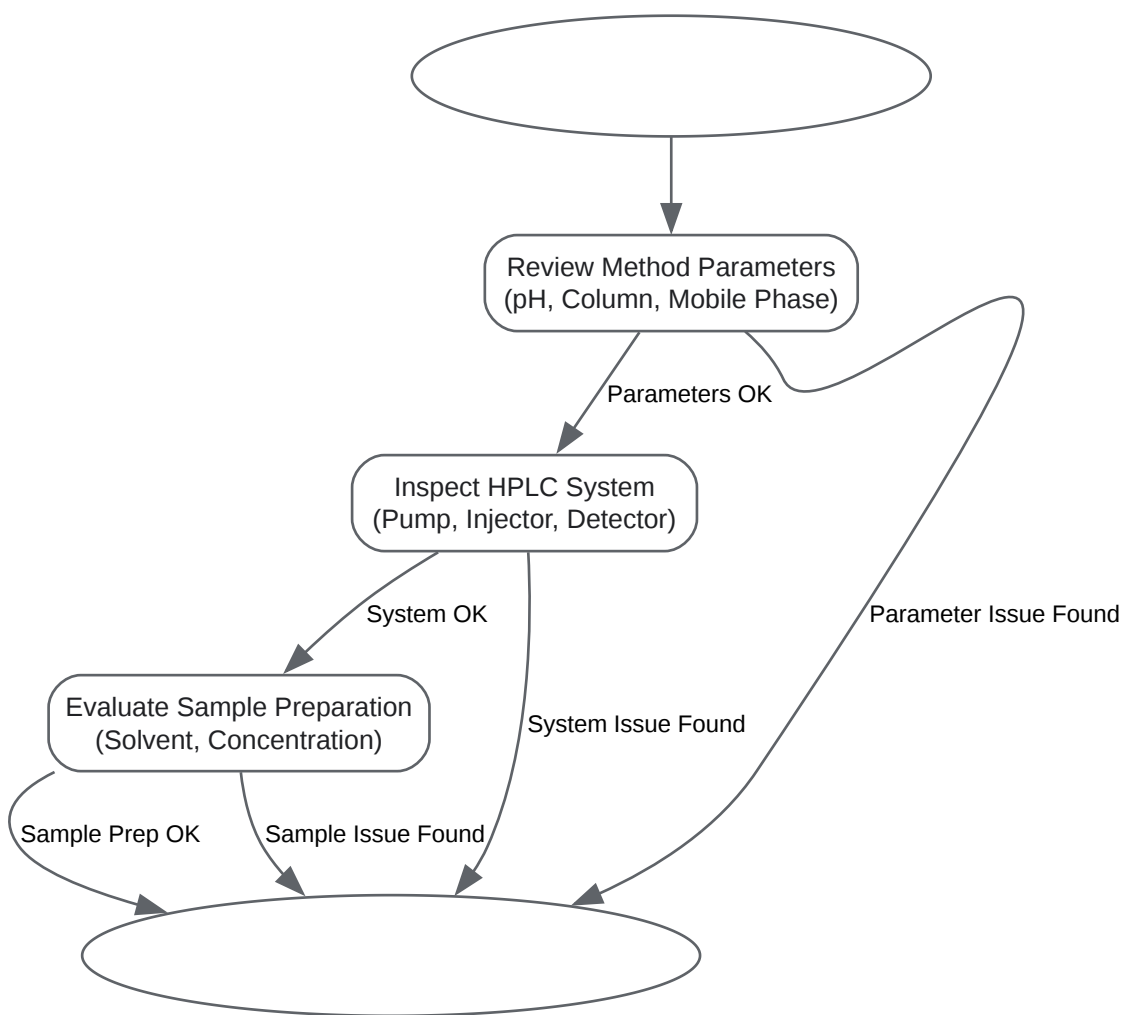 Review Method Parameters
(pH, Column, Mobile Phase)
Parameters OK
Inspect HPLC System
(Pump, Injector, Detector)
System OK
Parameter Issue Found
Evaluate Sample Preparation
(Solvent, Concentration)
System Issue Found
Sample Prep OK
Sample Issue Found